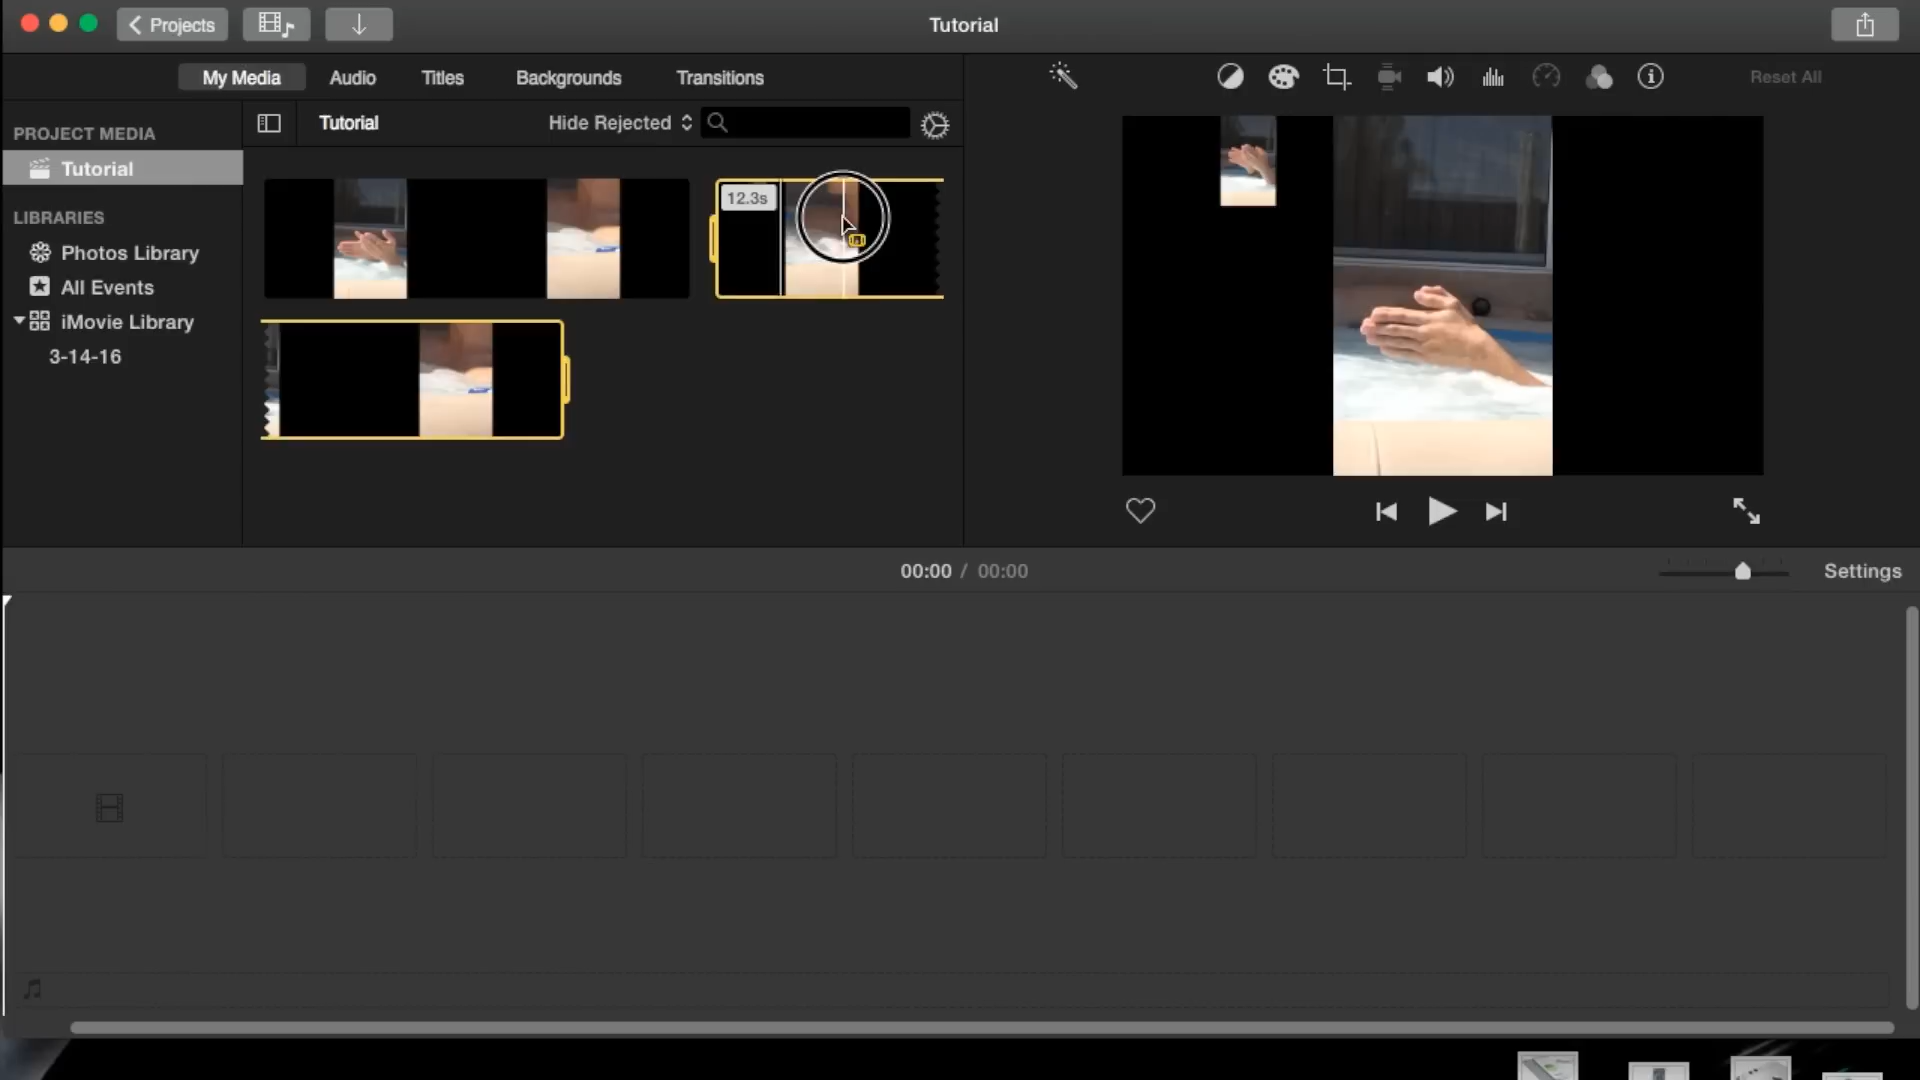 Projects
Tutorial
My Media
Audio
Titles
Backgrounds
Transitions
Reset All
PROJECT MEDIA
Tutorial
Hide Rejected
Tutorial
12.3s
LIBRARIES
Photos Library
All Events
iMovie Library
3-14-16
00:00 / 00:00
Settings